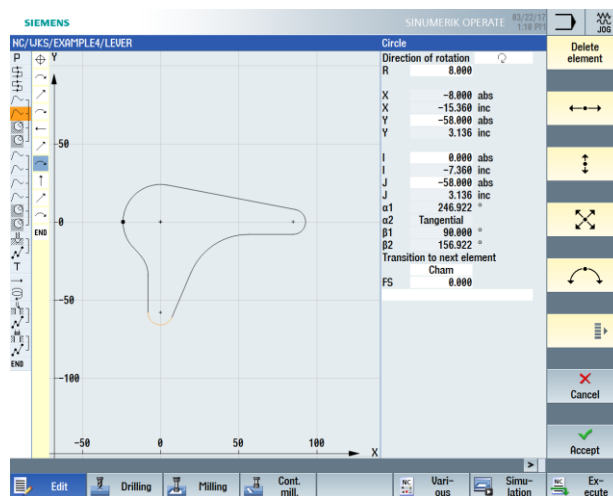 SIEMENS
SINUMERIK OPERATE
03/22/17
1:18 PM
JOG
NC/WKS/EXAMPLE4/LEVER
Circle
Delete
element
P
Y
Direction of rotation
R 8.000
X -8.000 abs
X -15.360 inc
Y -58.000 abs
Y 3.136 inc
I 0.000 abs
I -7.360 inc
J -58.000 abs
J 3.136 inc
α1 246.922 °
α2 Tangential
β1 90.000 °
β2 156.922 °
Transition to next element
Cham
FS 0.000
END
T
END
-50
-0
-50
-100
-50 0 50 100 X
Cancel
Accept
>
Edit
Drilling
Milling
Cont.
mill.
NC
Vari-
ous
Simu-
lation
NC
Ex-
ecute